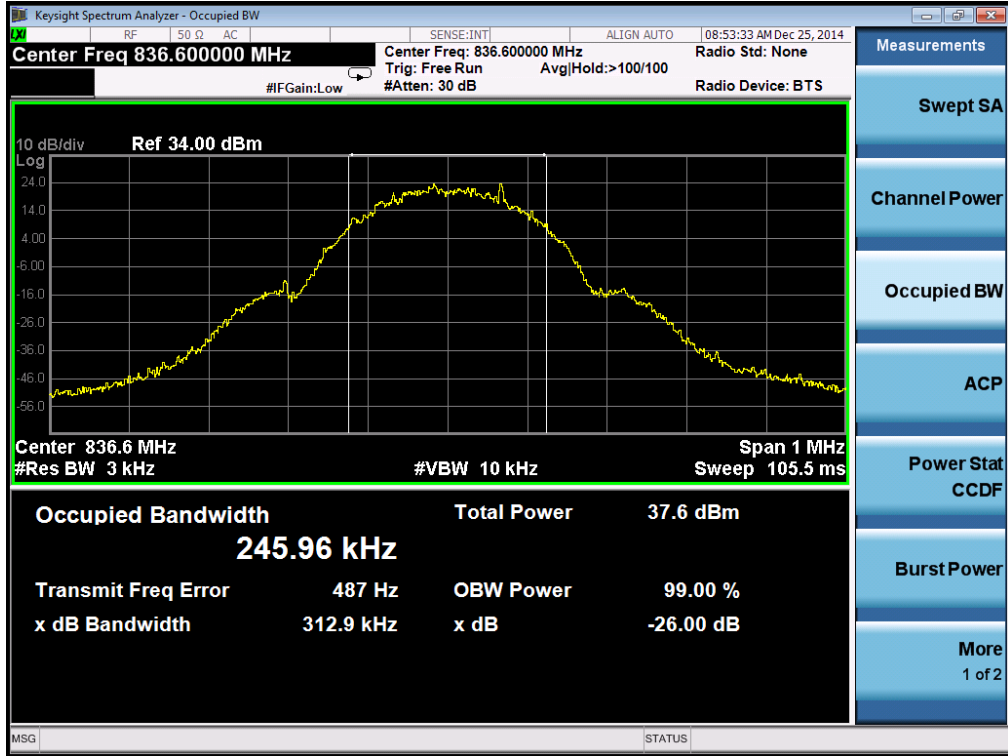 Keysight Spectrum Analyzer - Occupied BW
LXI RF 50 Ω AC SENSE:INT ALIGN AUTO 08:53:33 AM Dec 25, 2014
Center Freq 836.600000 MHz
Center Freq: 836.600000 MHz Radio Std: None
Trig: Free Run Avg|Hold:>100/100
#IFGain:Low #Atten: 30 dB Radio Device: BTS
10 dB/div Ref 34.00 dBm
Log
24.0
14.0
4.00
-6.00
-16.0
-26.0
-36.0
-46.0
-56.0
Center 836.6 MHz Span 1 MHz
#Res BW 3 kHz #VBW 10 kHz Sweep 105.5 ms
Occupied Bandwidth Total Power 37.6 dBm
245.96 kHz
Transmit Freq Error 487 Hz OBW Power 99.00 %
x dB Bandwidth 312.9 kHz x dB -26.00 dB
Measurements
Swept SA
Channel Power
Occupied BW
ACP
Power Stat
CCDF
Burst Power
More
1 of 2
MSG STATUS